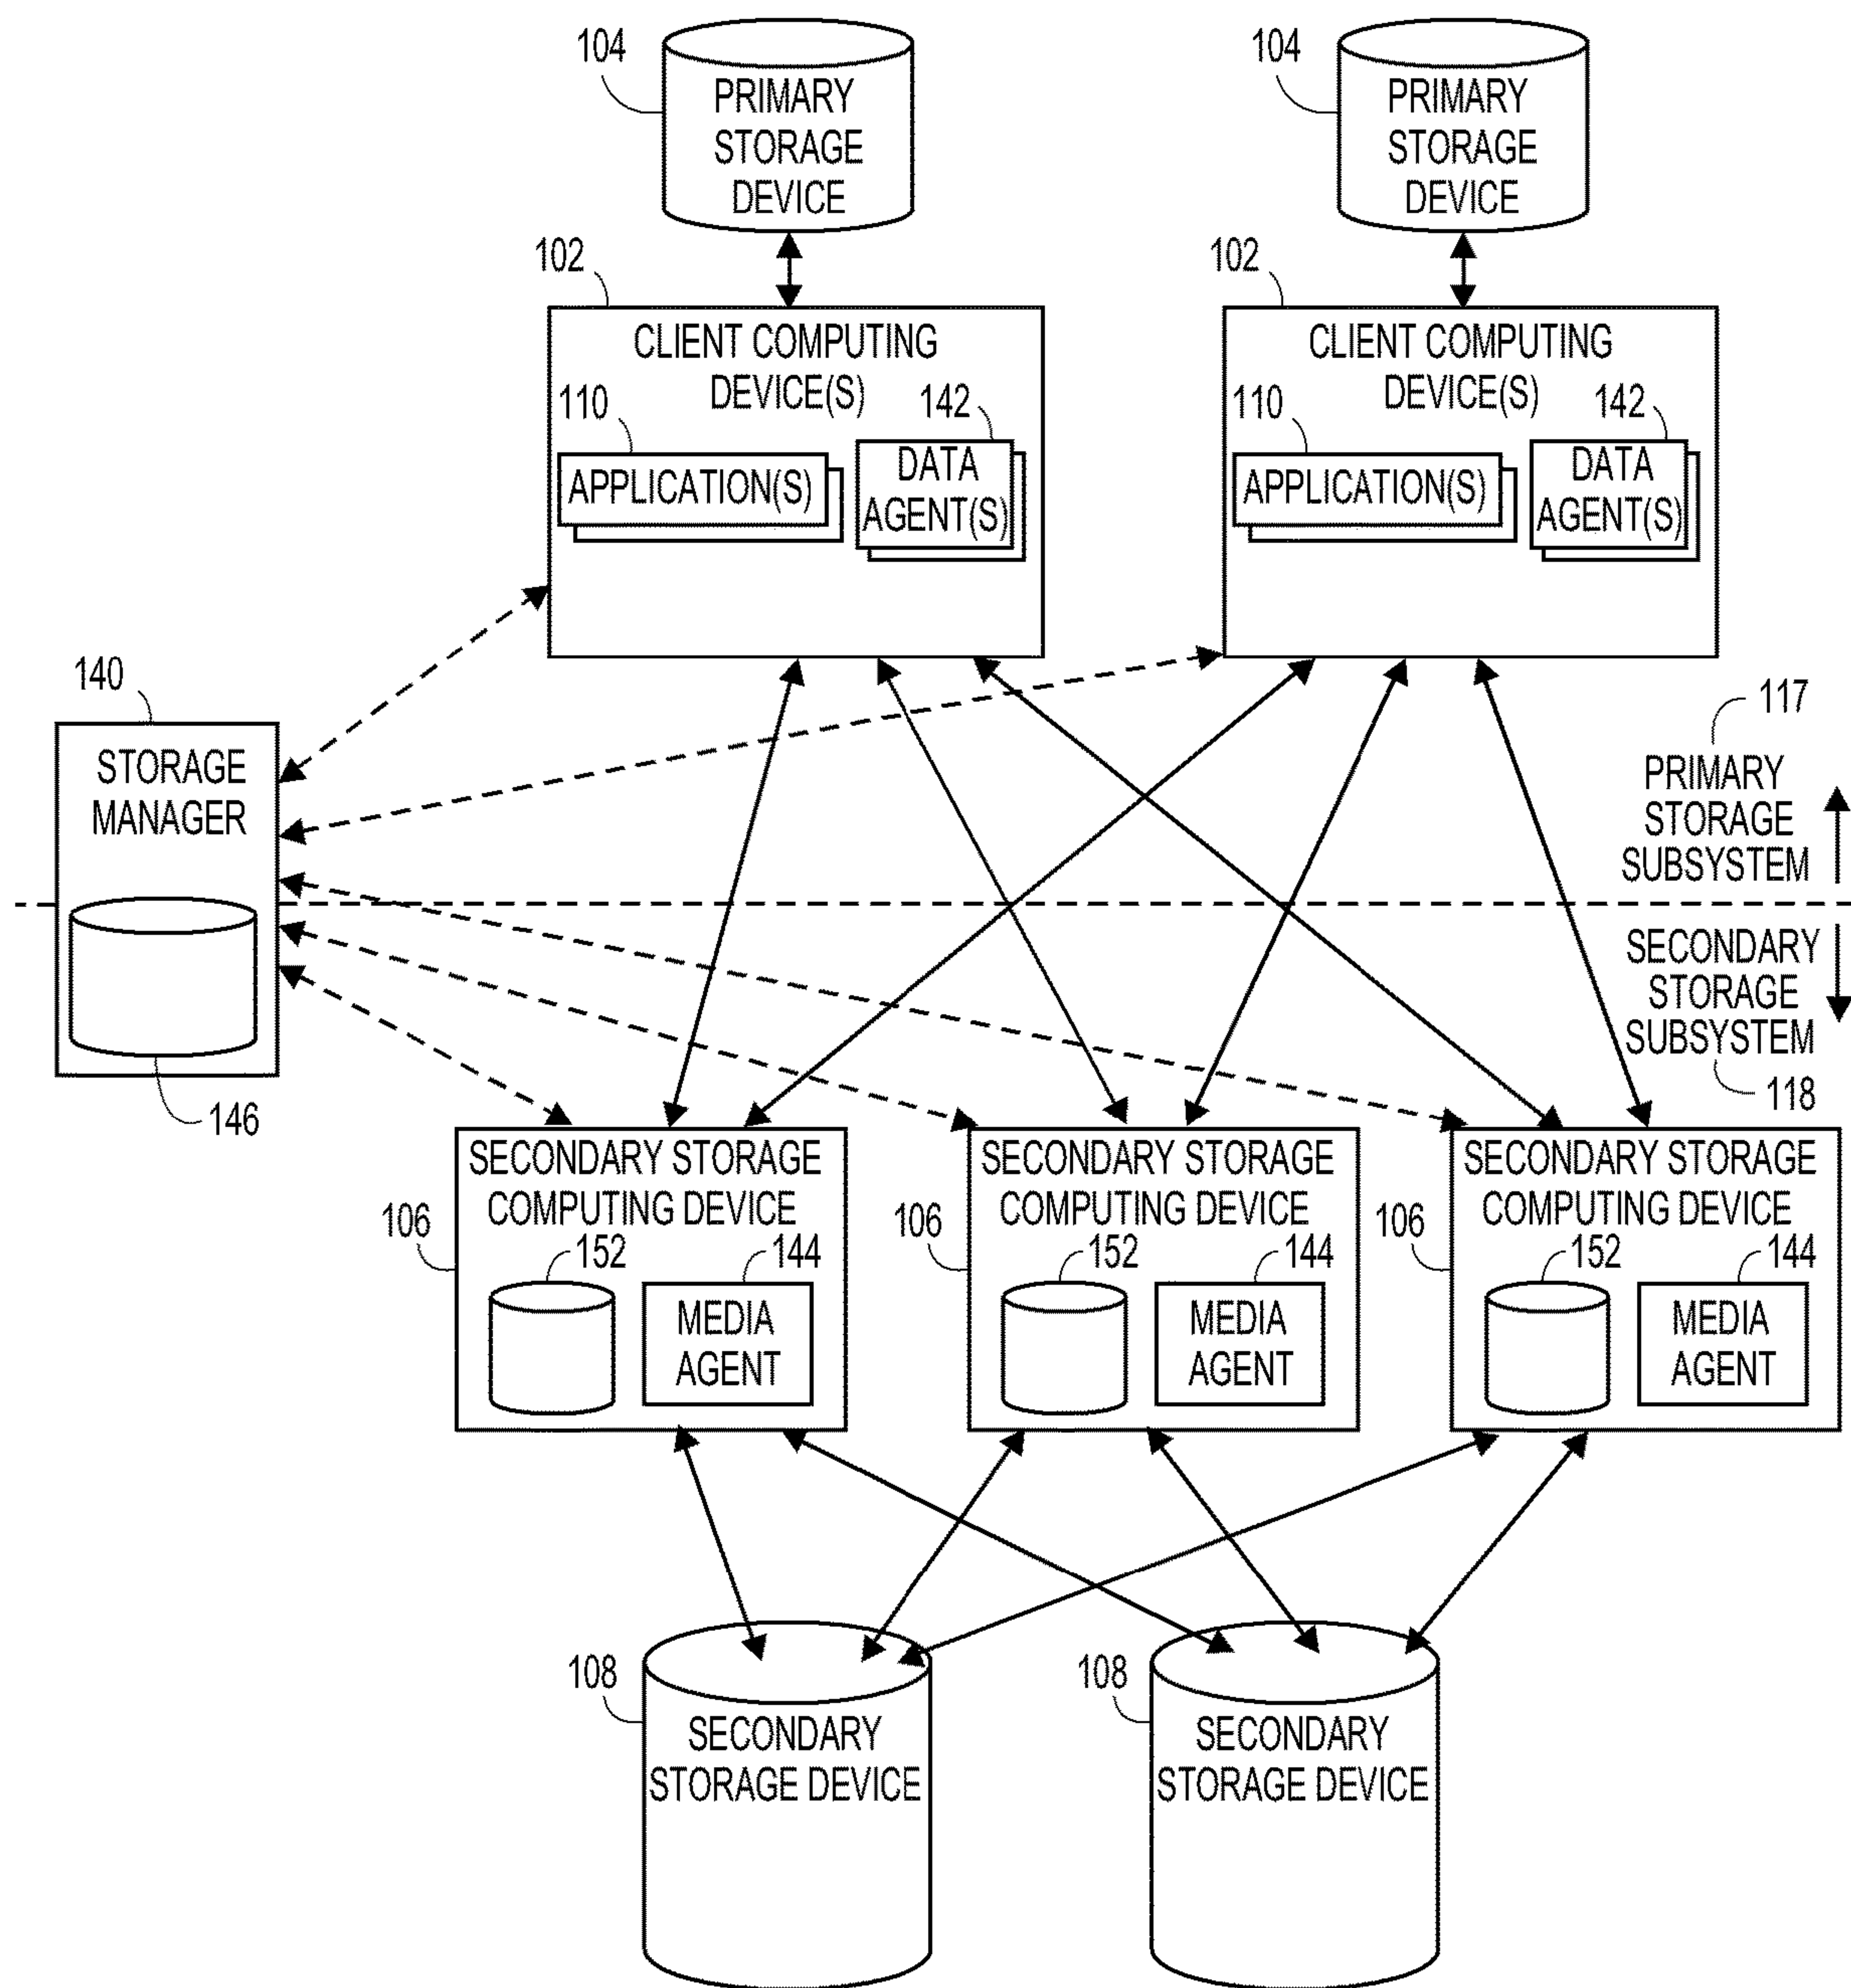 104
PRIMARY
STORAGE
DEVICE
104
PRIMARY
STORAGE
DEVICE
102
CLIENT COMPUTING
DEVICE(S)
110
142
APPLICATION(S)
DATA
AGENT(S)
102
CLIENT COMPUTING
DEVICE(S)
110
142
APPLICATION(S)
DATA
AGENT(S)
140
STORAGE
MANAGER
146
117
PRIMARY
STORAGE
SUBSYSTEM
SECONDARY
STORAGE
SUBSYSTEM
118
SECONDARY STORAGE
COMPUTING DEVICE
106
152
144
MEDIA
AGENT
SECONDARY STORAGE
COMPUTING DEVICE
106
152
144
MEDIA
AGENT
SECONDARY STORAGE
COMPUTING DEVICE
106
152
144
MEDIA
AGENT
108
SECONDARY
STORAGE DEVICE
108
SECONDARY
STORAGE DEVICE